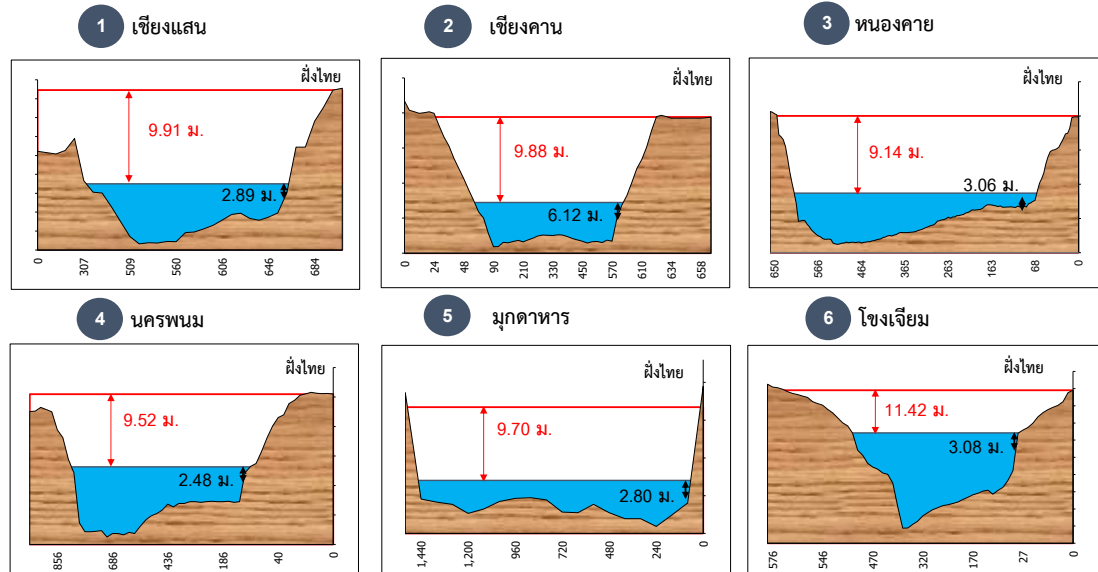 1 เชียงแสน
2 เชียงคาน
3 หนองคาย
ฝั่งไทย
9.91 ม.
2.89 ม.
0 307 509 560 606 646 684
ฝั่งไทย
9.88 ม.
6.12 ม.
0 24 48 90 210 330 450 570 610 634 658
ฝั่งไทย
9.14 ม.
3.06 ม.
650 566 464 365 263 163 68 0
4 นครพนม
5 มุกดาหาร
6 โขงเจียม
ฝั่งไทย
9.52 ม.
2.48 ม.
856 686 436 186 40 0
ฝั่งไทย
9.70 ม.
2.80 ม.
1,440 1,200 960 720 480 240 0
ฝั่งไทย
11.42 ม.
3.08 ม.
576 546 470 320 170 27 0